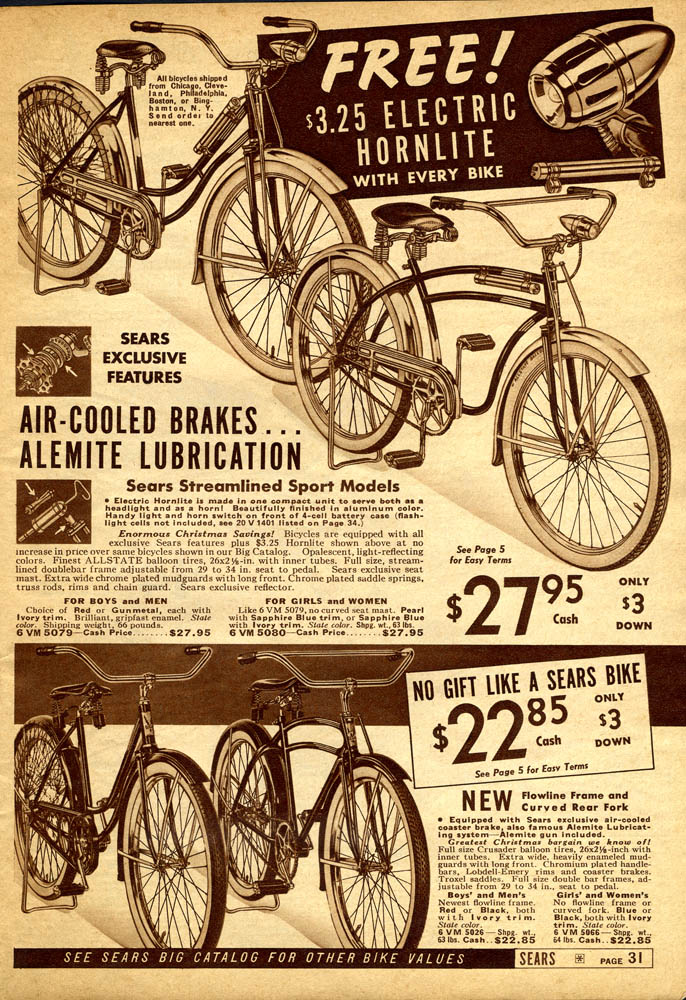 All bicycles shipped
from Chicago, Cleve-
land, Philadelphia,
Boston, or Bing-
hamton, N. Y.
Send order to
nearest one.
FREE!
$3.25 ELECTRIC
HORNLITE
WITH EVERY BIKE
SEARS
EXCLUSIVE
FEATURES
AIR-COOLED BRAKES...
ALEMITE LUBRICATION
Sears Streamlined Sport Models
• Electric Hornlite is made in one compact unit to serve both as a
headlight and as a horn! Beautifully finished in aluminum color.
Handy light and horn switch on front of 4-cell battery case (flash-
light cells not included, see 20 V 1401 listed on Page 34.)
Enormous Christmas Savings! Bicycles are equipped with all
exclusive Sears features plus $3.25 Hornlite shown above at no
increase in price over same bicycles shown in our Big Catalog. Opalescent, light-reflecting
colors. Finest ALLSTATE balloon tires, 26x2⅛-in. with inner tubes. Full size, stream-
lined doublebar frame adjustable from 29 to 34 in. seat to pedal. Sears exclusive seat
mast. Extra wide chrome plated mudguards with long front. Chrome plated saddle springs,
truss rods, rims and chain guard. Sears exclusive reflector.
FOR BOYS and MEN
Choice of Red or Gunmetal, each with
Ivory trim. Brilliant, gripfast enamel. State
color. Shipping weight, 66 pounds.
6 VM 5079—Cash Price........$27.95
FOR GIRLS and WOMEN
Like 6 VM 5079, no curved seat mast. Pearl
with Sapphire Blue trim, or Sapphire Blue
with Ivory trim. State color. Shpg. wt., 63 lbs.
6 VM 5080—Cash Price........$27.95
See Page 5
for Easy Terms
$27.95
Cash
ONLY
$3
DOWN
NO GIFT LIKE A SEARS BIKE
$22.85
Cash
ONLY
$3
DOWN
See Page 5 for Easy Terms
NEW Flowline Frame and
Curved Rear Fork
• Equipped with Sears exclusive air-cooled
coaster brake, also famous Alemite Lubricat-
ing system—Alemite gun included.
Greatest Christmas bargain we know of!
Full size Crusader balloon tires, 26x2⅛-inch with
inner tubes. Extra wide, heavily enameled mud-
guards with long front. Chromium plated handle-
bars, Lobdell-Emery rims and coaster brakes.
Troxel saddles. Full size double bar frames, ad-
justable from 29 to 34 in., seat to pedal.
Boys' and Men's
Newest flowline frame.
Red or Black, both
with Ivory trim.
State color.
6 VM 5026—Shpg. wt.,
63 lbs. Cash..$22.85
Girls' and Women's
No flowline frame or
curved fork. Blue or
Black, both with Ivory
trim. State color.
6 VM 5066—Shpg. wt.,
64 lbs. Cash..$22.85
SEE SEARS BIG CATALOG FOR OTHER BIKE VALUES
SEARS PAGE 31